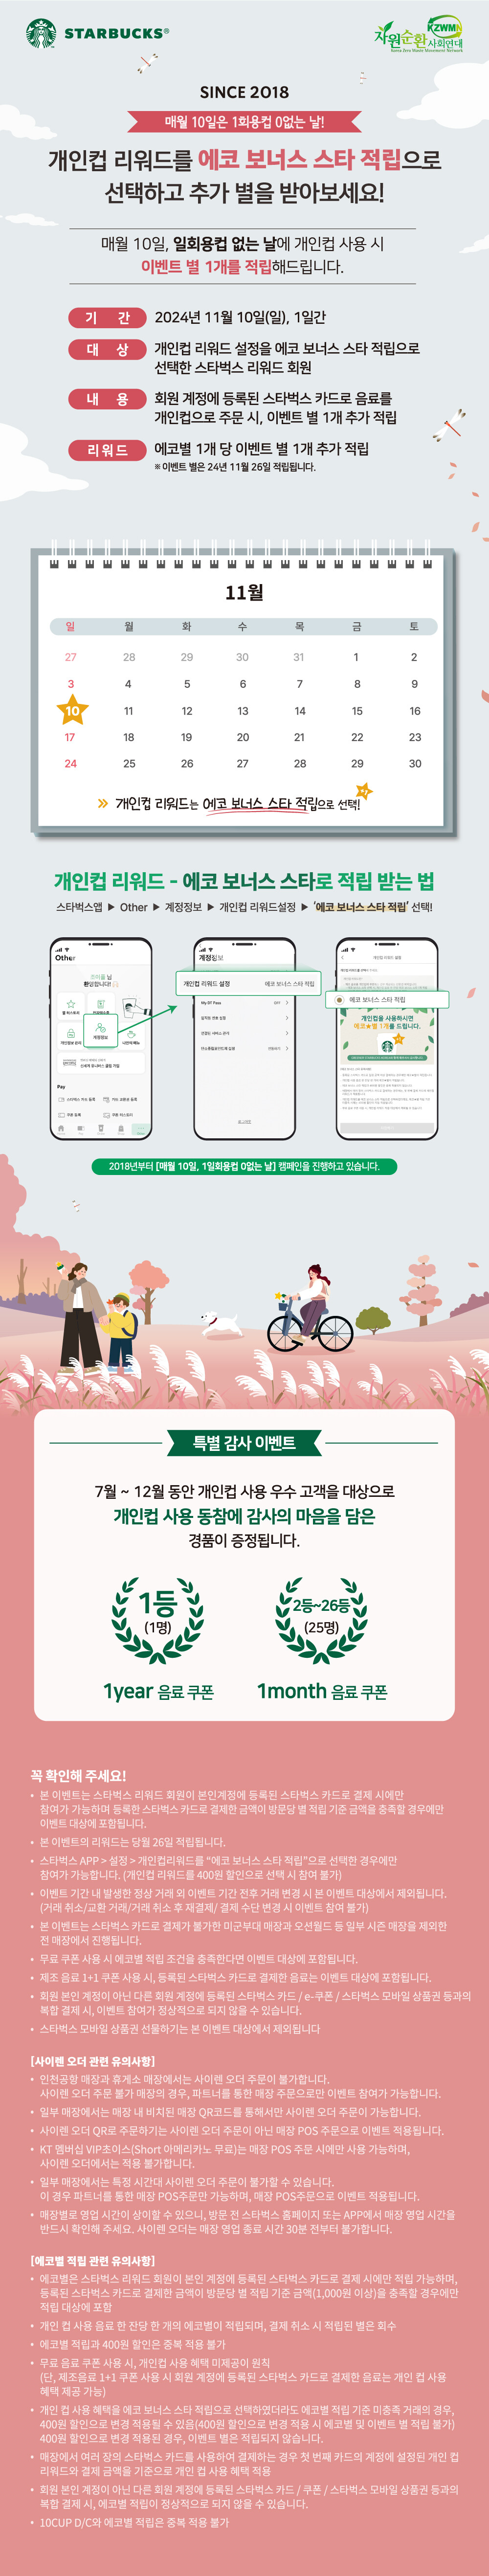 STARBUCKS®
KZWMN
자원순환사회연대
Korea Zero Waste Movement Network
SINCE 2018
매월 10일은 1회용컵 0없는 날!
개인컵 리워드를 에코 보너스 스타 적립으로
선택하고 추가 별을 받아보세요!
매월 10일, 일회용컵 없는 날에 개인컵 사용 시
이벤트 별 1개를 적립해드립니다.
기 간
2024년 11월 10일(일), 1일간
대 상
개인컵 리워드 설정을 에코 보너스 스타 적립으로
선택한 스타벅스 리워드 회원
내 용
회원 계정에 등록된 스타벅스 카드로 음료를
개인컵으로 주문 시, 이벤트 별 1개 추가 적립
리워드
에코별 1개 당 이벤트 별 1개 추가 적립
※ 이벤트 별은 24년 11월 26일 적립됩니다.
11월
일 월 화 수 목 금 토
27 28 29 30 31 1 2
3 4 5 6 7 8 9
10 11 12 13 14 15 16
17 18 19 20 21 22 23
24 25 26 27 28 29 30
» 개인컵 리워드는 에코 보너스 스타 적립으로 선택!
개인컵 리워드 - 에코 보너스 스타로 적립 받는 법
스타벅스앱 ▶ Other ▶ 계정정보 ▶ 개인컵 리워드설정 ▶ '에코 보너스 스타 적립' 선택!
Other
환영합니다!
계정정보
Pay
계정정보
개인컵 리워드 설정 에코 보너스 스타 적립
My DT Pass
개인컵 리워드 설정
에코 보너스 스타 적립
개인컵을 사용하시면
에코★별 1개를 드립니다.
2018년부터 [매월 10일, 1일회용컵 0없는 날] 캠페인을 진행하고 있습니다.
특별 감사 이벤트
7월 ~ 12월 동안 개인컵 사용 우수 고객을 대상으로
개인컵 사용 동참에 감사의 마음을 담은
경품이 증정됩니다.
1등
(1명)
1year 음료 쿠폰
2등~26등
(25명)
1month 음료 쿠폰
꼭 확인해 주세요!
• 본 이벤트는 스타벅스 리워드 회원이 본인계정에 등록된 스타벅스 카드로 결제 시에만
참여가 가능하며 등록한 스타벅스 카드로 결제한 금액이 방문당 별 적립 기준 금액을 충족할 경우에만
이벤트 대상에 포함됩니다.
• 본 이벤트의 리워드는 당월 26일 적립됩니다.
• 스타벅스 APP > 설정 > 개인컵리워드를 “에코 보너스 스타 적립”으로 선택한 경우에만
참여가 가능합니다. (개인컵 리워드를 400원 할인으로 선택 시 참여 불가)
• 이벤트 기간 내 발생한 정상 거래 외 이벤트 기간 전후 거래 변경 시 본 이벤트 대상에서 제외됩니다.
(거래 취소/교환 거래/거래 취소 후 재결제/ 결제 수단 변경 시 이벤트 참여 불가)
• 본 이벤트는 스타벅스 카드로 결제가 불가한 미군부대 매장과 오션월드 등 일부 시즌 매장을 제외한
전 매장에서 진행됩니다.
• 무료 쿠폰 사용 시 에코별 적립 조건을 충족한다면 이벤트 대상에 포함됩니다.
• 제조 음료 1+1 쿠폰 사용 시, 등록된 스타벅스 카드로 결제한 음료는 이벤트 대상에 포함됩니다.
• 회원 본인 계정이 아닌 다른 회원 계정에 등록된 스타벅스 카드 / e-쿠폰 / 스타벅스 모바일 상품권 등과의
복합 결제 시, 이벤트 참여가 정상적으로 되지 않을 수 있습니다.
• 스타벅스 모바일 상품권 선물하기는 본 이벤트 대상에서 제외됩니다
[사이렌 오더 관련 유의사항]
• 인천공항 매장과 휴게소 매장에서는 사이렌 오더 주문이 불가합니다.
사이렌 오더 주문 불가 매장의 경우, 파트너를 통한 매장 주문으로만 이벤트 참여가 가능합니다.
• 일부 매장에서는 매장 내 비치된 매장 QR코드를 통해서만 사이렌 오더 주문이 가능합니다.
• 사이렌 오더 QR로 주문하기는 사이렌 오더 주문이 아닌 매장 POS 주문으로 이벤트 적용됩니다.
• KT 멤버십 VIP초이스(Short 아메리카노 무료)는 매장 POS 주문 시에만 사용 가능하며,
사이렌 오더에서는 적용 불가합니다.
• 일부 매장에서는 특정 시간대 사이렌 오더 주문이 불가할 수 있습니다.
이 경우 파트너를 통한 매장 POS주문만 가능하며, 매장 POS주문으로 이벤트 적용됩니다.
• 매장별로 영업 시간이 상이할 수 있으니, 방문 전 스타벅스 홈페이지 또는 APP에서 매장 영업 시간을
반드시 확인해 주세요. 사이렌 오더는 매장 영업 종료 시간 30분 전부터 불가합니다.
[에코별 적립 관련 유의사항]
• 에코별은 스타벅스 리워드 회원이 본인 계정에 등록된 스타벅스 카드로 결제 시에만 적립 가능하며,
등록된 스타벅스 카드로 결제한 금액이 방문당 별 적립 기준 금액(1,000원 이상)을 충족할 경우에만
적립 대상에 포함
• 개인 컵 사용 음료 한 잔당 한 개의 에코별이 적립되며, 결제 취소 시 적립된 별은 회수
• 에코별 적립과 400원 할인은 중복 적용 불가
• 무료 음료 쿠폰 사용 시, 개인컵 사용 혜택 미제공이 원칙
(단, 제조음료 1+1 쿠폰 사용 시 회원 계정에 등록된 스타벅스 카드로 결제한 음료는 개인 컵 사용
혜택 제공 가능)
• 개인 컵 사용 혜택을 에코 보너스 스타 적립으로 선택하였더라도 에코별 적립 기준 미충족 거래의 경우,
400원 할인으로 변경 적용될 수 있음(400원 할인으로 변경 적용 시 에코별 및 이벤트 별 적립 불가)
400원 할인으로 변경 적용된 경우, 이벤트 별은 적립되지 않습니다.
• 매장에서 여러 장의 스타벅스 카드를 사용하여 결제하는 경우 첫 번째 카드의 계정에 설정된 개인 컵
리워드와 결제 금액을 기준으로 개인 컵 사용 혜택 적용
• 회원 본인 계정이 아닌 다른 회원 계정에 등록된 스타벅스 카드 / 쿠폰 / 스타벅스 모바일 상품권 등과의
복합 결제 시, 에코별 적립이 정상적으로 되지 않을 수 있습니다.
• 10CUP D/C와 에코별 적립은 중복 적용 불가